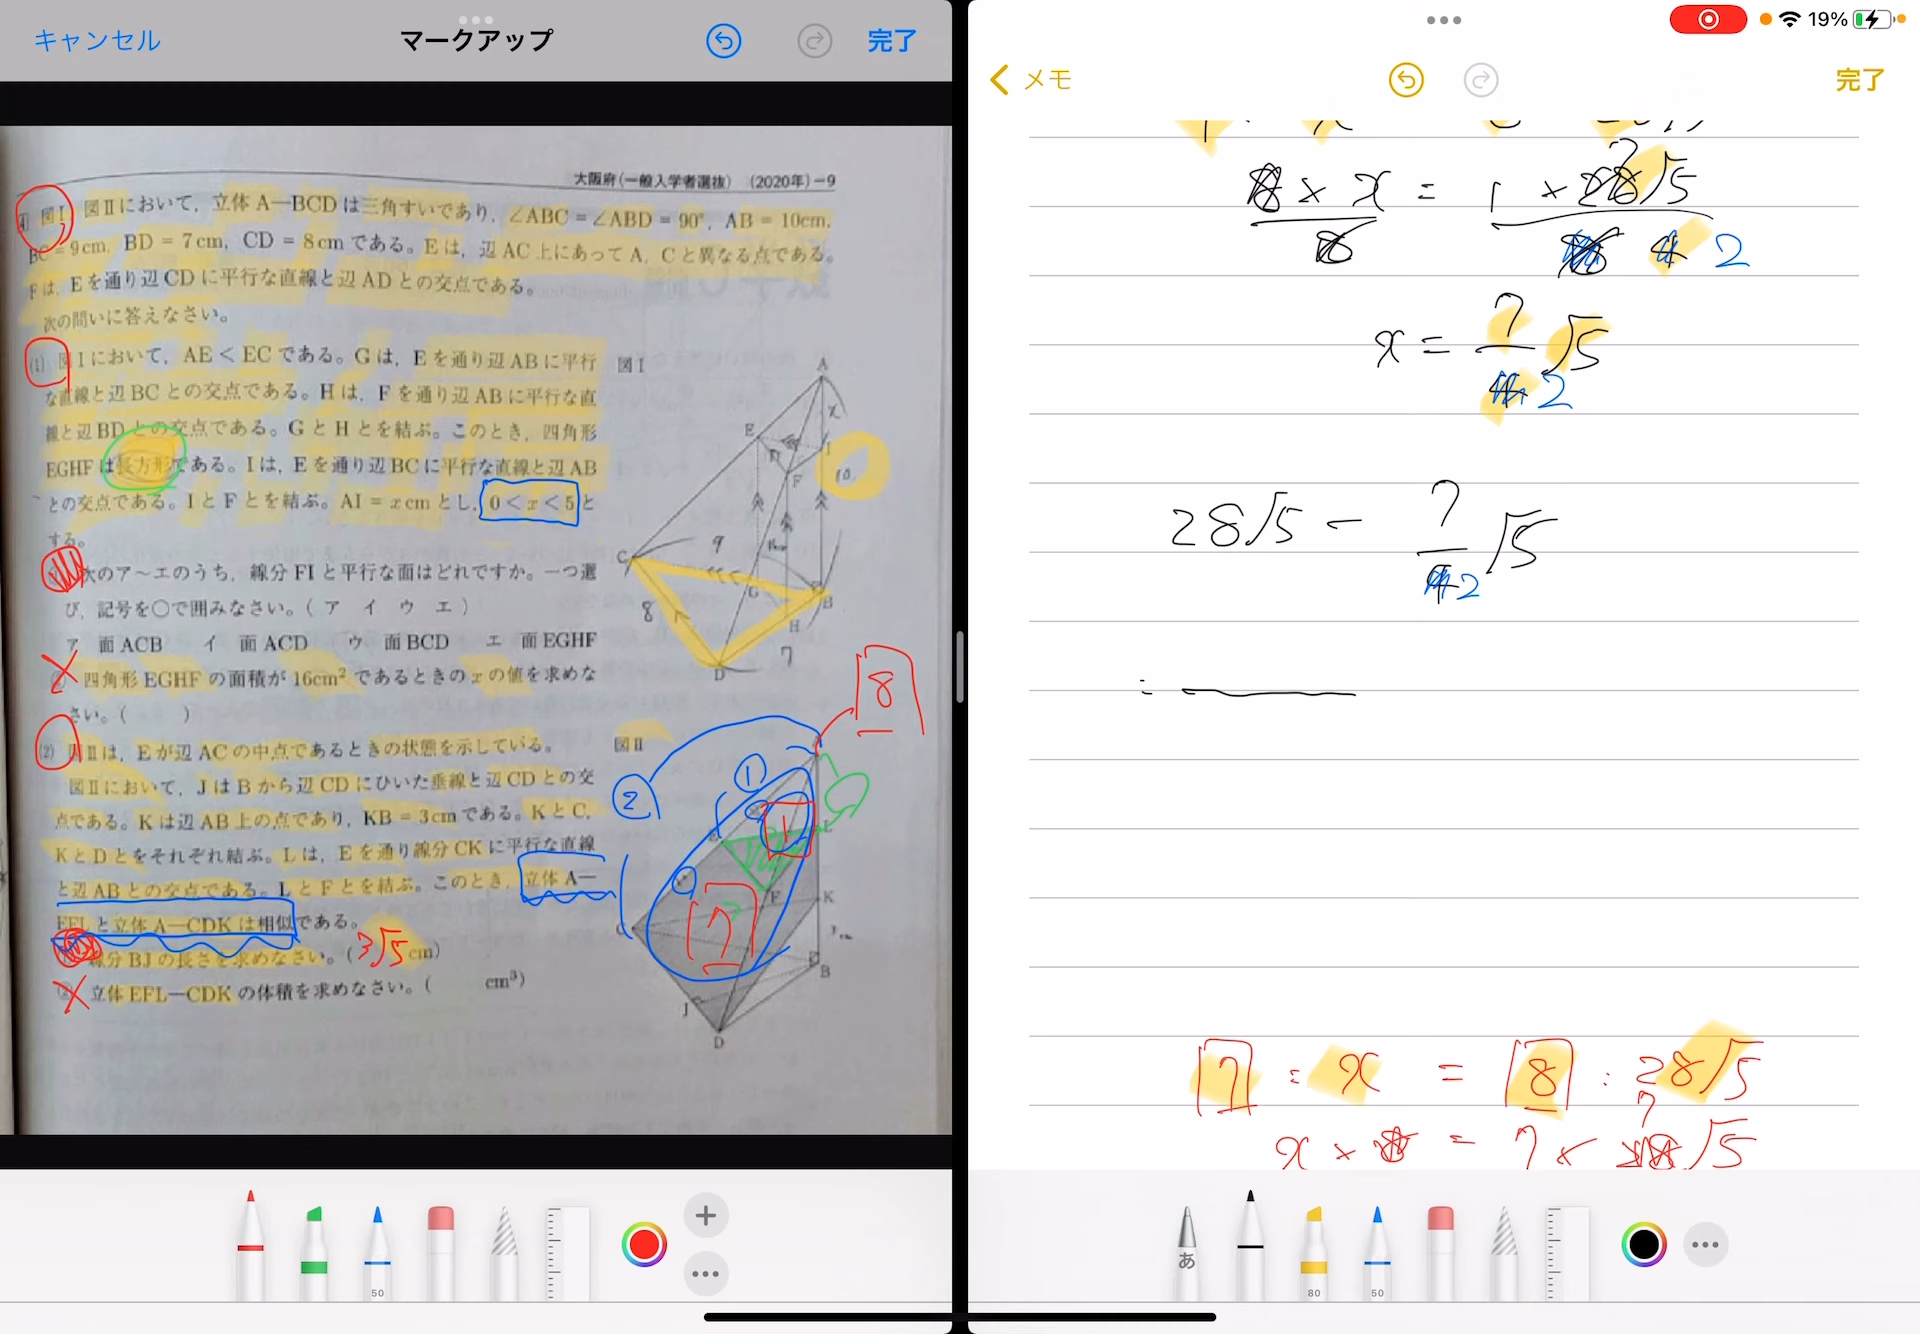 キャンセル
マークアップ
完了
大阪府(一般入学者選抜) (2020年)-9
図Ⅰ, 図Ⅱにおいて, 立体A—BCDは三角すいであり, ∠ABC = ∠ABD = 90°, AB = 10cm,
BC = 9cm, BD = 7cm, CD = 8cmである。Eは, 辺AC上にあってA, Cと異なる点である。
Fは, Eを通り辺CDに平行な直線と辺ADとの交点である。
次の問いに答えなさい。
(1) 図Ⅰにおいて, AE < ECである。Gは, Eを通り辺ABに平行
な直線と辺BCとの交点である。Hは, Fを通り辺ABに平行な直
線と辺BDとの交点である。GとHとを結ぶ。このとき, 四角形
EGHFは長方形である。Iは, Eを通り辺BCに平行な直線と辺AB
との交点である。IとFとを結ぶ。AI = xcmとし, 0 < x < 5と
する。
次のア〜エのうち, 線分FIと平行な面はどれですか。一つ選
び, 記号を○で囲みなさい。( ア イ ウ エ )
ア 面ACB イ 面ACD ウ 面BCD エ 面EGHF
四角形EGHFの面積が16cm²であるときのxの値を求めな
さい。( )
(2) 図Ⅱは, Eが辺ACの中点であるときの状態を示している。
図Ⅱにおいて, JはBから辺CDにひいた垂線と辺CDとの交
点である。Kは辺AB上の点であり, KB = 3cmである。KとC,
KとDとをそれぞれ結ぶ。Lは, Eを通り線分CKに平行な直線
と辺ABとの交点である。LとFとを結ぶ。このとき, 立体A—
EFLと立体A—CDKは相似である。
線分BJの長さを求めなさい。(3√5cm)
立体EFL—CDKの体積を求めなさい。( cm³)
図Ⅰ
A
x
E
I
F
10
C
9
G
B
8
H
7
D
図Ⅱ
8
②
①
1
L
7
F
K
B
J
D
50
19%
メモ
完了
8 × x = 1 × 28√5
8 2
x = 7/2 √5
28√5 - 7/2 √5
=
7 : x = 8 : 28√5
7
x × 8 = 7 × 28√5
あ
80
50